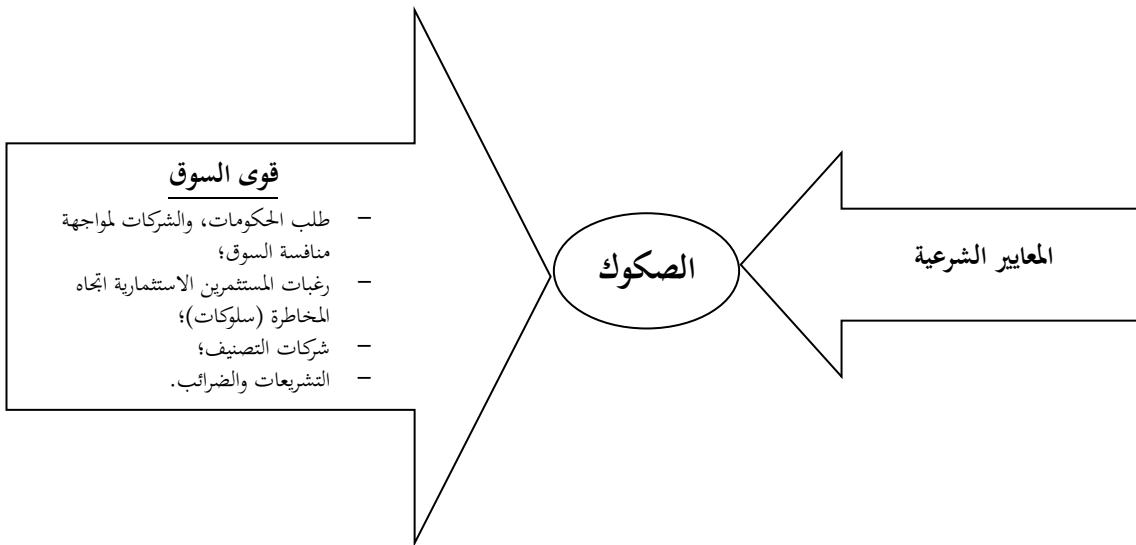 قوى السوق
– طلب الحكومات، والشركات لمواجهة
منافسة السوق؛
– رغبات المستثمرين الاستثمارية اتجاه
المخاطرة (سلوكات)؛
– شركات التصنيف؛
– التشريعات والضرائب.
الصكوك
المعايير الشرعية